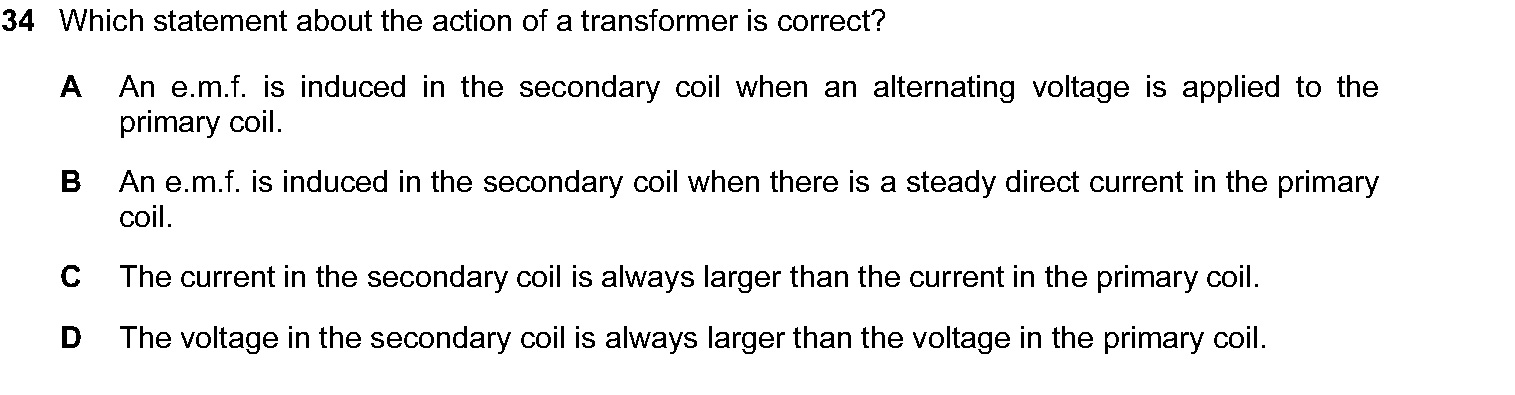 34 Which statement about the action of a transformer is correct?
A An e.m.f. is induced in the secondary coil when an alternating voltage is applied to the
primary coil.
B An e.m.f. is induced in the secondary coil when there is a steady direct current in the primary
coil.
C The current in the secondary coil is always larger than the current in the primary coil.
D The voltage in the secondary coil is always larger than the voltage in the primary coil.